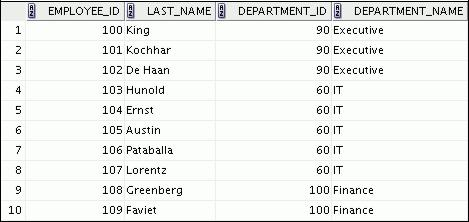 EMPLOYEE_ID LAST_NAME DEPARTMENT_ID DEPARTMENT_NAME
1 100 King 90 Executive
2 101 Kochhar 90 Executive
3 102 De Haan 90 Executive
4 103 Hunold 60 IT
5 104 Ernst 60 IT
6 105 Austin 60 IT
7 106 Pataballa 60 IT
8 107 Lorentz 60 IT
9 108 Greenberg 100 Finance
10 109 Faviet 100 Finance